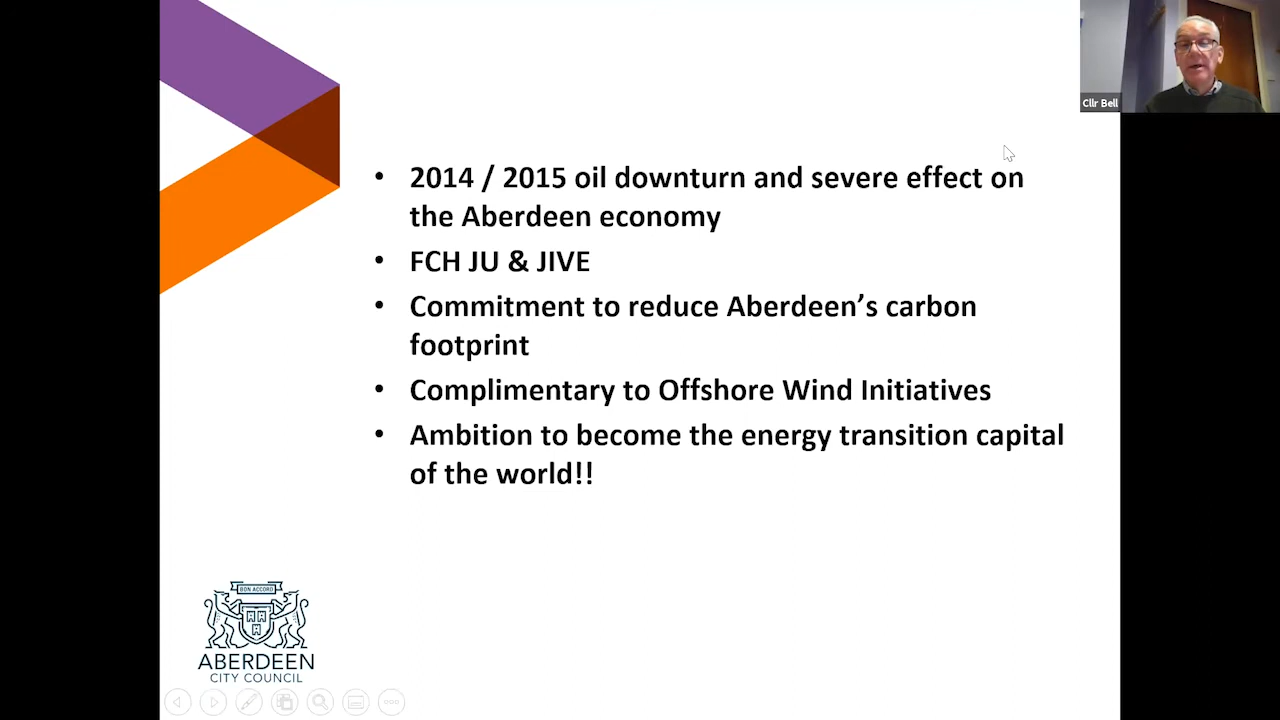 Cllr Bell
• 2014 / 2015 oil downturn and severe effect on
the Aberdeen economy
• FCH JU & JIVE
• Commitment to reduce Aberdeen’s carbon
footprint
• Complimentary to Offshore Wind Initiatives
• Ambition to become the energy transition capital
of the world!!
BON ACCORD
ABERDEEN
CITY COUNCIL